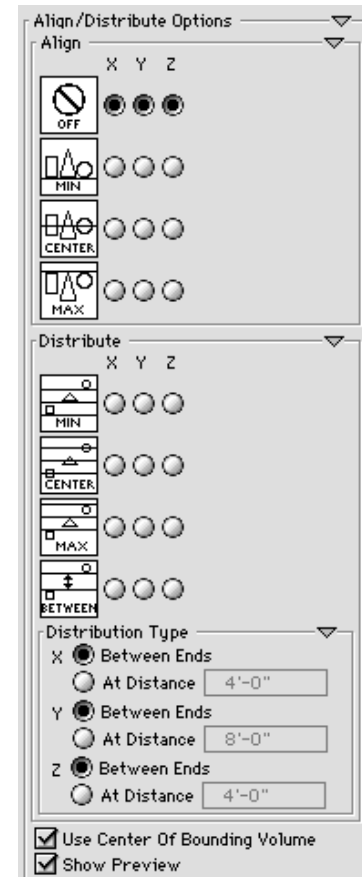 Align/Distribute Options
Align
X Y Z
OFF
MIN
CENTER
MAX
Distribute
X Y Z
MIN
CENTER
MAX
BETWEEN
Distribution Type
X Between Ends
At Distance 4'-0"
Y Between Ends
At Distance 8'-0"
Z Between Ends
At Distance 4'-0"
Use Center Of Bounding Volume
Show Preview